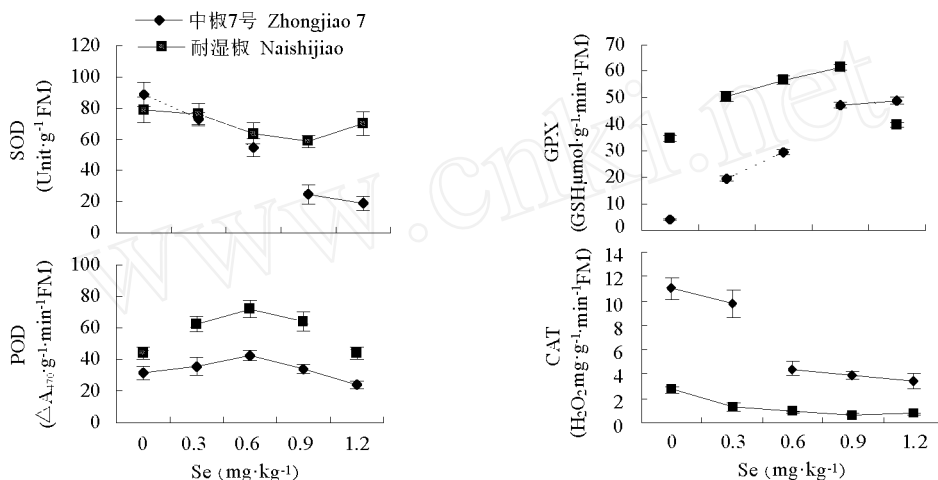 中椒7号 Zhongjiao 7
耐湿椒 Naishijiao
SOD
(Unit·g⁻¹ FM)
120
100
80
60
40
20
0
GPX
(GSHμmol·g⁻¹·min⁻¹FM)
70
60
50
40
30
20
10
0
POD
(△A₄₇₀·g⁻¹·min⁻¹FM)
100
80
60
40
20
0
0 0.3 0.6 0.9 1.2
Se (mg·kg⁻¹)
CAT
(H₂O₂mg·g⁻¹·min⁻¹FM)
14
12
10
8
6
4
2
0
0 0.3 0.6 0.9 1.2
Se (mg·kg⁻¹)
www.cnki.net